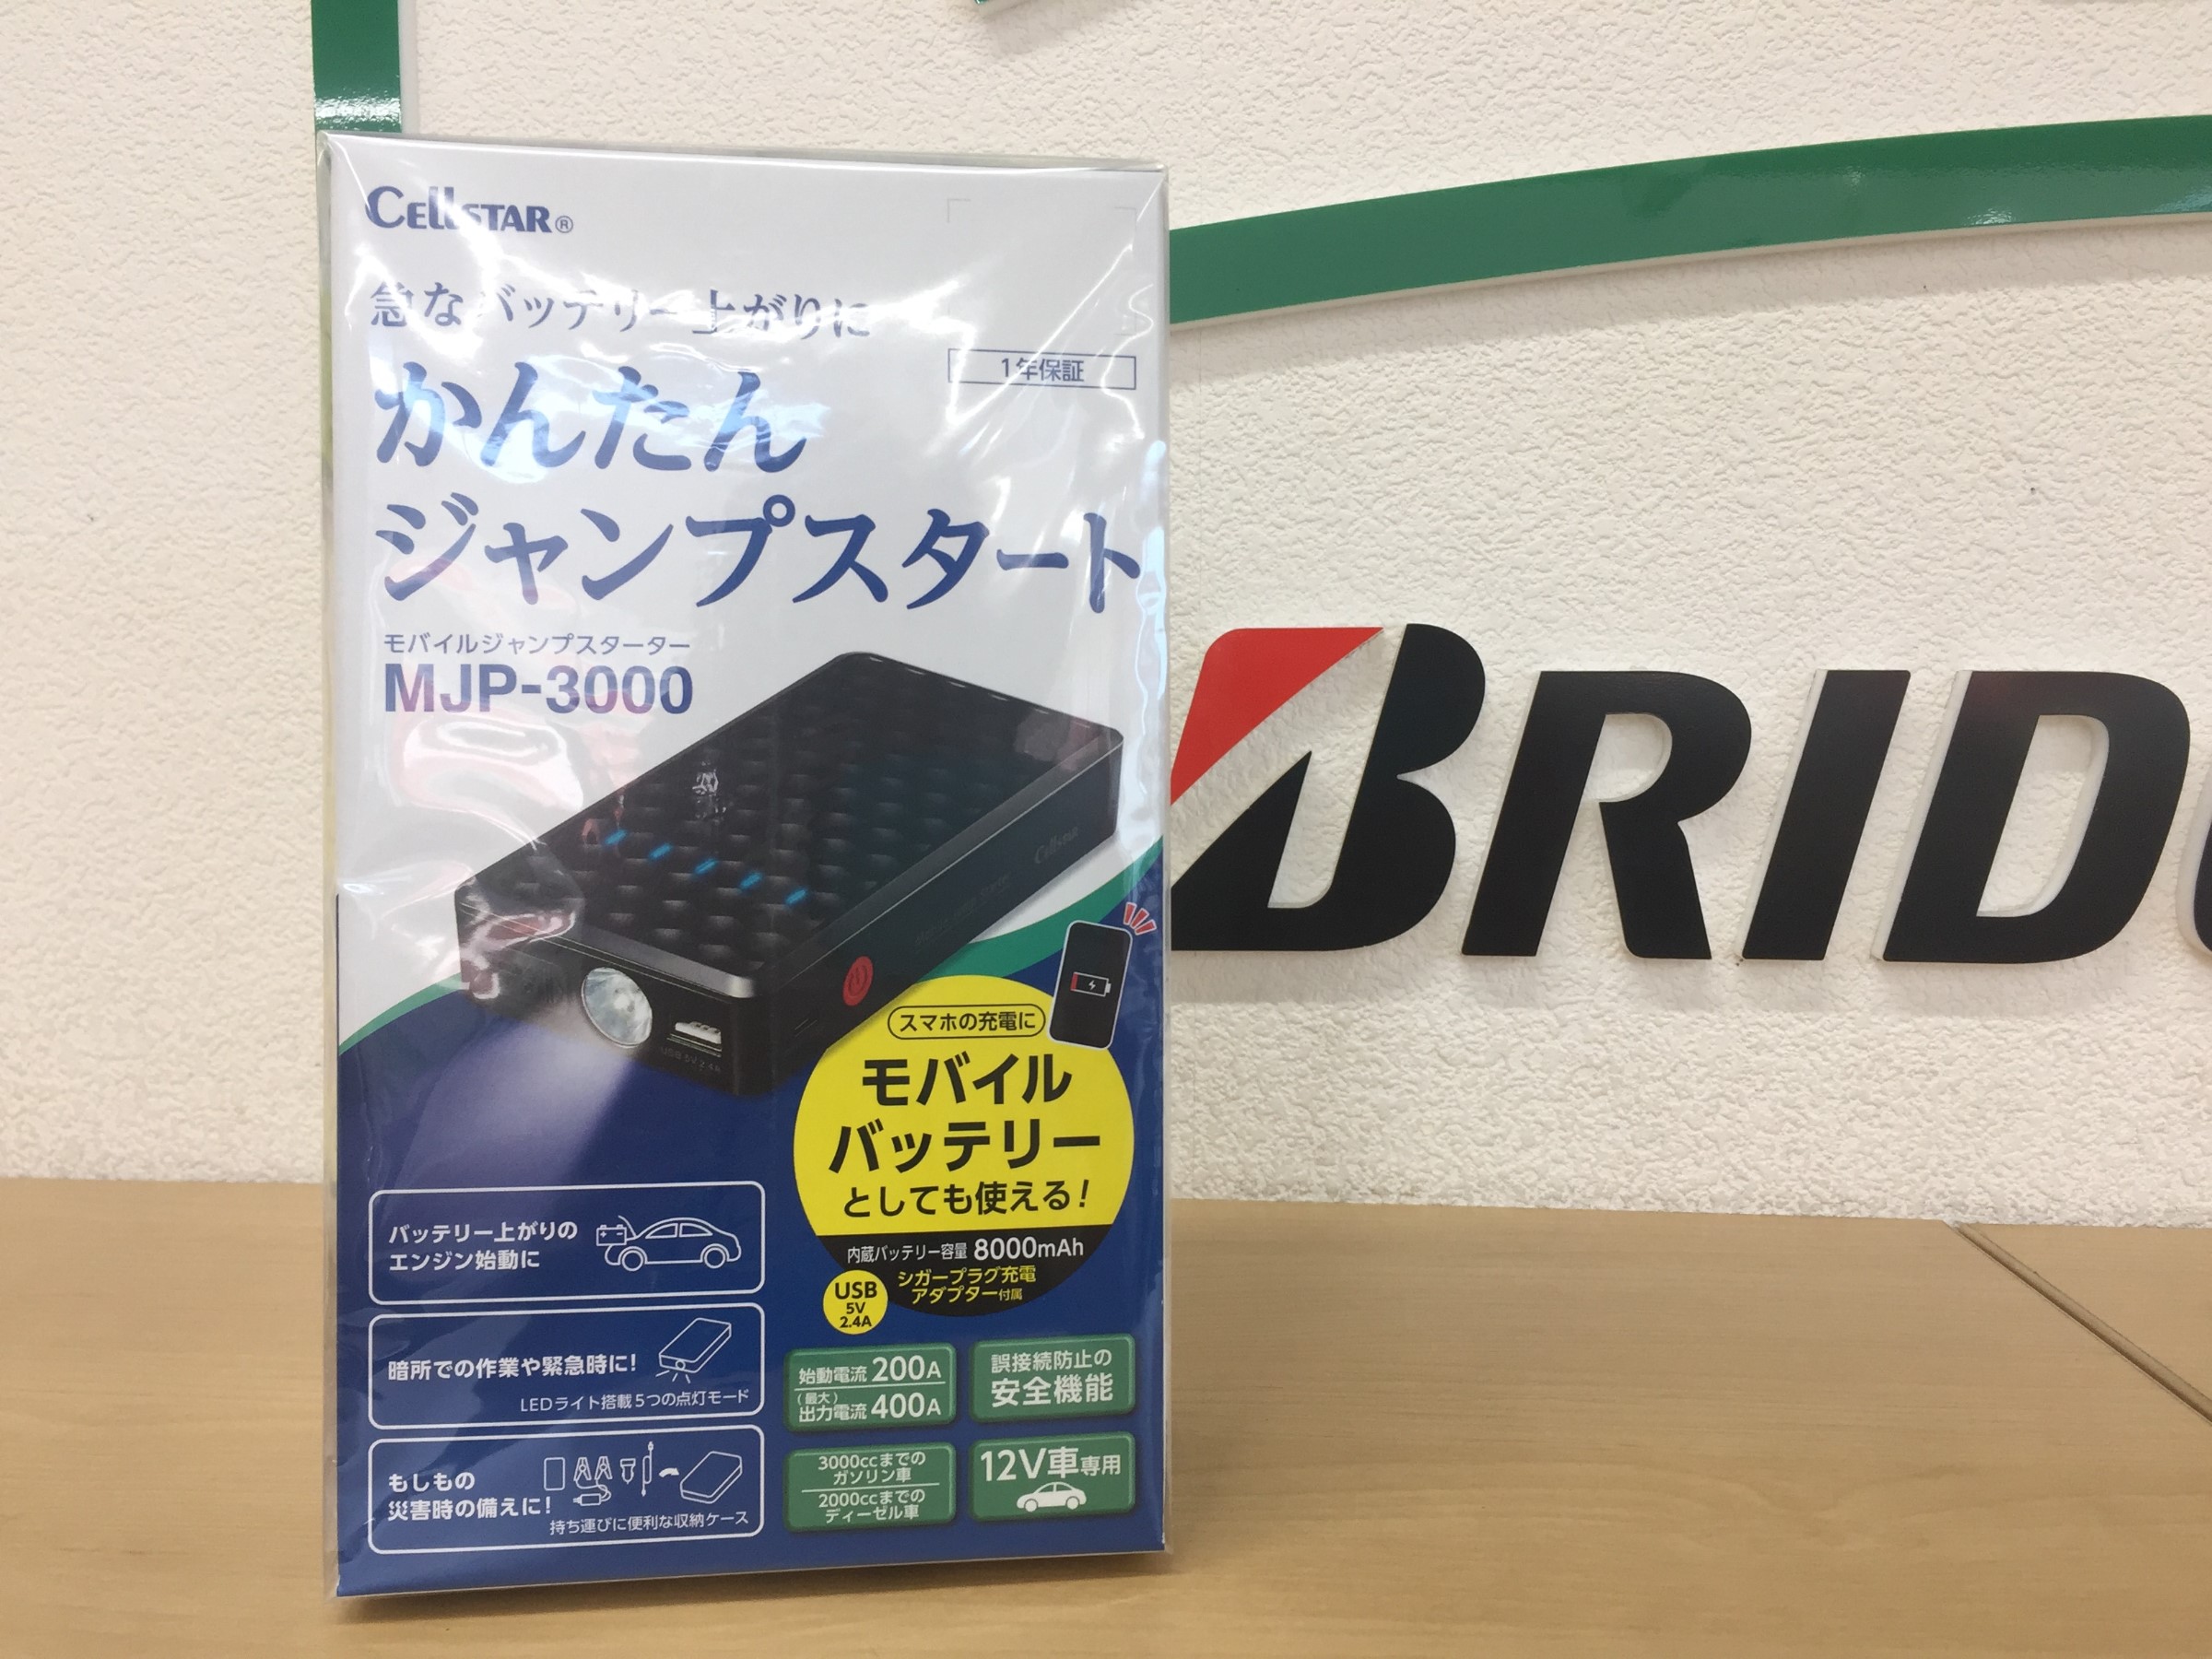 CELLSTAR®
急なバッテリー上がりに
1年保証
かんたん
ジャンプスタート
モバイルジャンプスターター
MJP-3000
Cellstar
USB 5V 2.4A
BRIDG
スマホの充電に
モバイル
バッテリー
としても使える!
内蔵バッテリー容量 8000mAh
シガープラグ充電
アダプター付属
USB
5V
2.4A
バッテリー上がりの
エンジン始動に
暗所での作業や緊急時に!
LEDライト搭載 5つの点灯モード
もしもの
災害時の備えに!
持ち運びに便利な収納ケース
始動電流 200A
(最大)
出力電流 400A
誤接続防止の
安全機能
3000ccまでの
ガソリン車
2000ccまでの
ディーゼル車
12V車専用